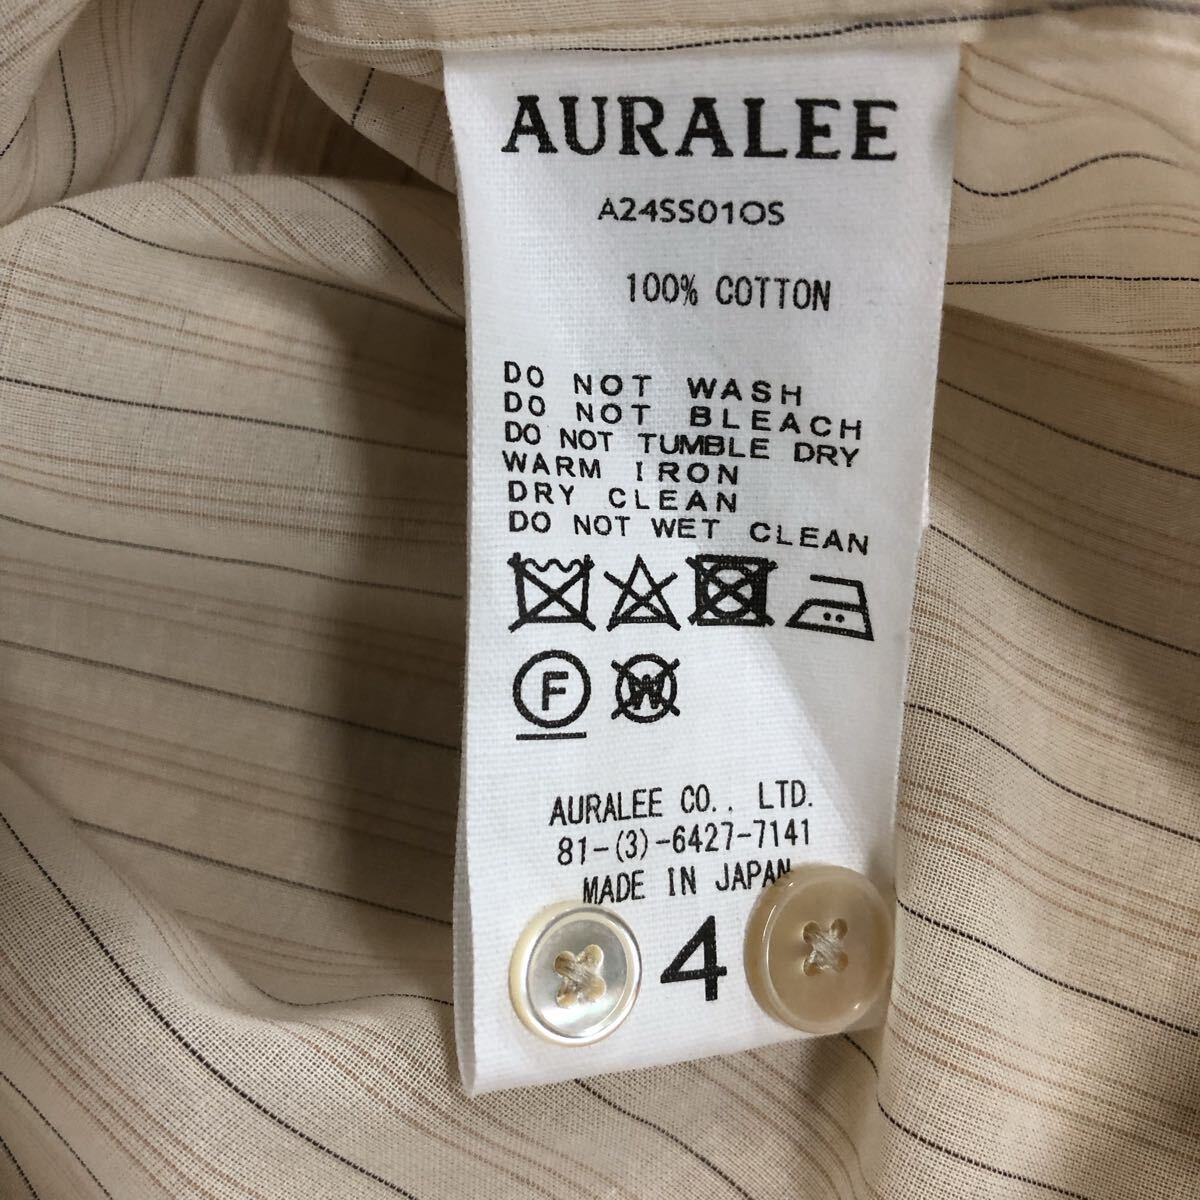 AURALEE
A24SS01OS
100% COTTON
DO NOT WASH
DO NOT BLEACH
DO NOT TUMBLE DRY
WARM IRON
DRY CLEAN
DO NOT WET CLEAN
F W
AURALEE CO., LTD.
81-(3)-6427-7141
MADE IN JAPAN
4